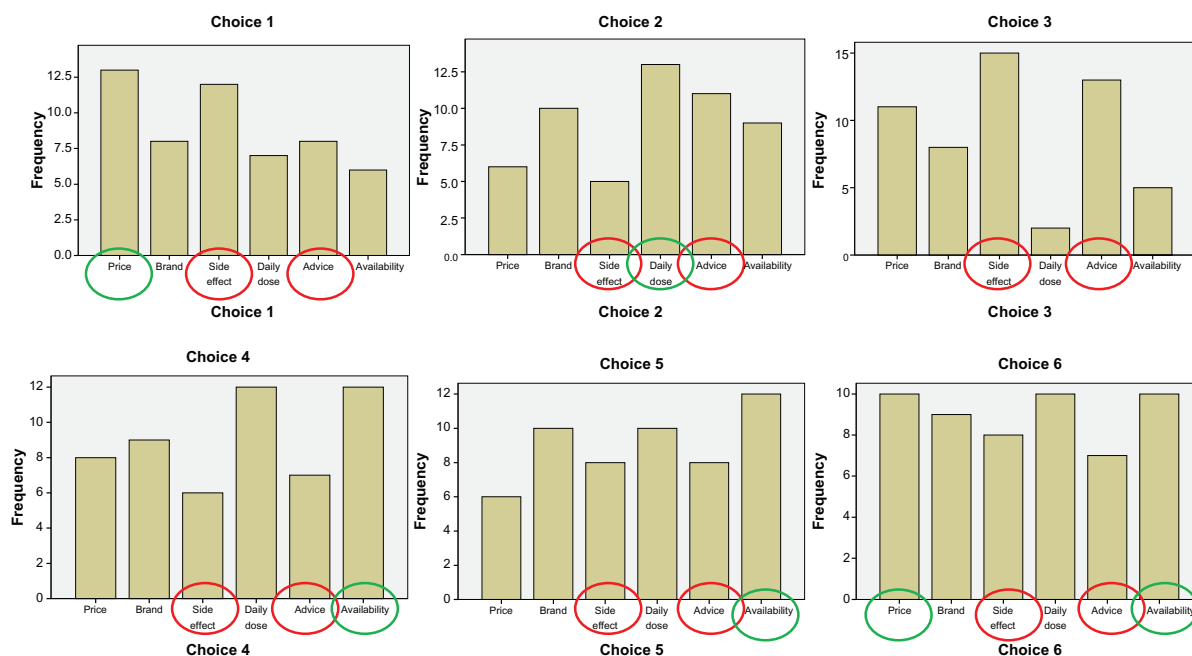 Choice 1
Frequency
12.5
10.0
7.5
5.0
2.5
0.0
Price Brand Side effect Daily dose Advice Availability
Choice 1
Choice 2
Frequency
12.5
10.0
7.5
5.0
2.5
0.0
Price Brand Side effect Daily dose Advice Availability
Choice 2
Choice 3
Frequency
15
10
5
0
Price Brand Side effect Daily dose Advice Availability
Choice 3
Choice 4
Frequency
12
10
8
6
4
2
0
Price Brand Side effect Daily dose Advice Availability
Choice 4
Choice 5
Frequency
12
10
8
6
4
2
0
Price Brand Side effect Daily dose Advice Availability
Choice 5
Choice 6
Frequency
10
8
6
4
2
0
Price Brand Side effect Daily dose Advice Availability
Choice 6